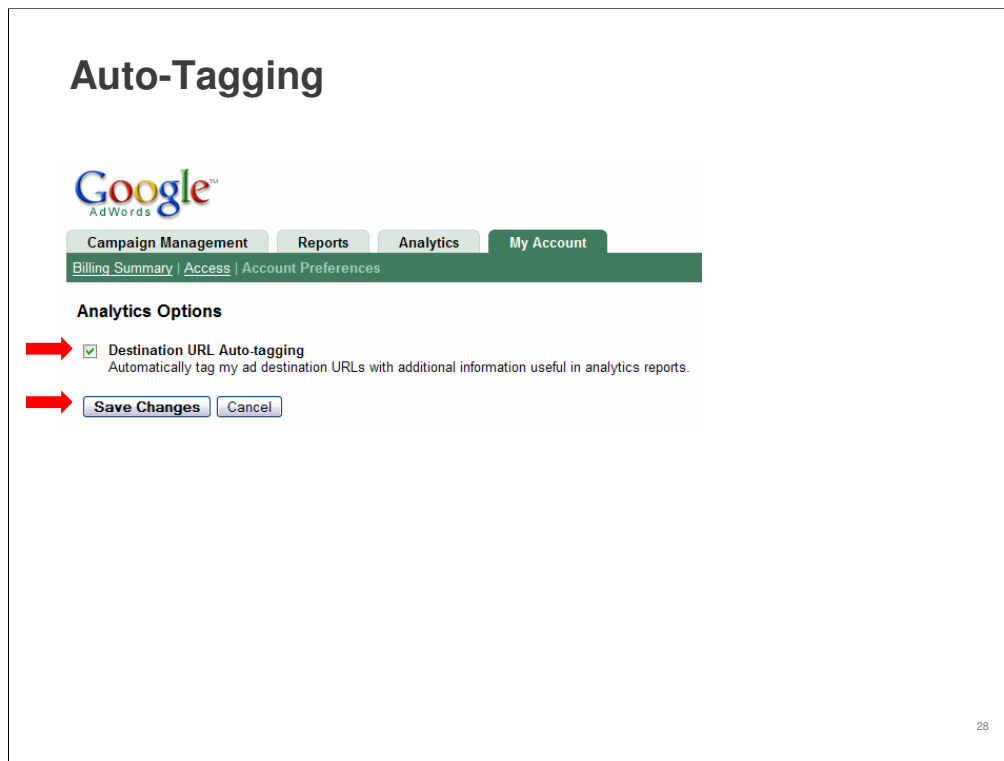 Auto-Tagging
Google™
AdWords
Campaign Management Reports Analytics My Account
Billing Summary | Access | Account Preferences
Analytics Options
Destination URL Auto-tagging
Automatically tag my ad destination URLs with additional information useful in analytics reports.
Save Changes Cancel
28